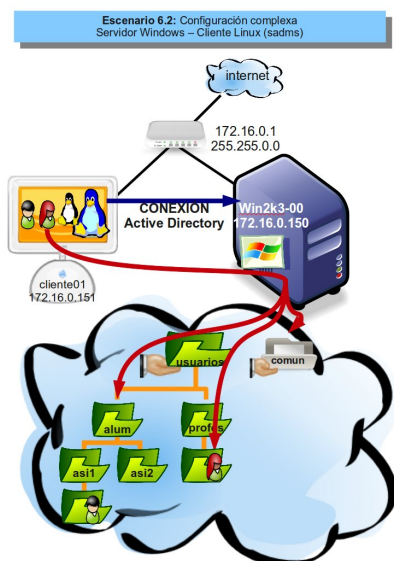 Escenario 6.2: Configuración complexa
Servidor Windows – Cliente Linux (sadms)
internet
172.16.0.1
255.255.0.0
CONEXION
Active Directory
Win2k3-00
172.16.0.150
cliente01
172.16.0.151
usuarios
comun
alum
profes
asi1
asi2